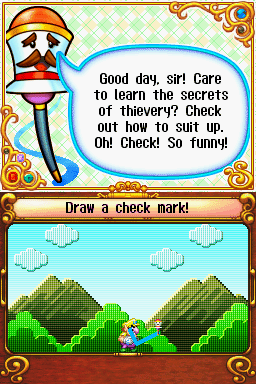 Good day, sir! Care
to learn the secrets
of thievery? Check
out how to suit up.
Oh! Check! So funny!
Draw a check mark!